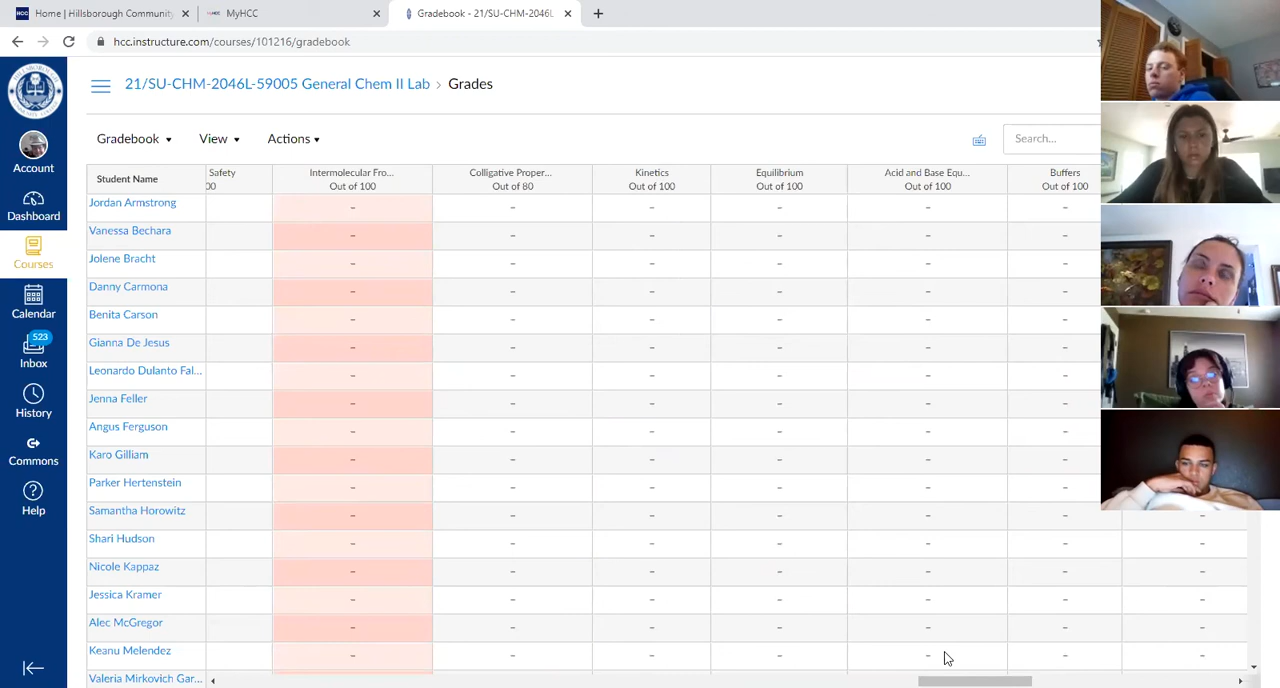 Home | Hillsborough Community
MyHCC
Gradebook - 21/SU-CHM-2046L
hcc.instructure.com/courses/101216/gradebook
21/SU-CHM-2046L-59005 General Chem II Lab › Grades
Account
Dashboard
Courses
Calendar
523
Inbox
History
Commons
Help
Gradebook View Actions
Search...
Student Name
Safety
00
Intermolecular Fro...
Out of 100
Colligative Proper...
Out of 80
Kinetics
Out of 100
Equilibrium
Out of 100
Acid and Base Equ...
Out of 100
Buffers
Out of 100
Jordan Armstrong - - - - - -
Vanessa Bechara - - - - - -
Jolene Bracht - - - - - -
Danny Carmona - - - - - -
Benita Carson - - - - - -
Gianna De Jesus - - - - - -
Leonardo Dulanto Fal... - - - - - -
Jenna Feller - - - - - -
Angus Ferguson - - - - - -
Karo Gilliam - - - - - -
Parker Hertenstein - - - - - -
Samantha Horowitz - - - - - - -
Shari Hudson - - - - - - -
Nicole Kappaz - - - - - - -
Jessica Kramer - - - - - - -
Alec McGregor - - - - - - -
Keanu Melendez - - - - - - -
Valeria Mirkovich Gar...